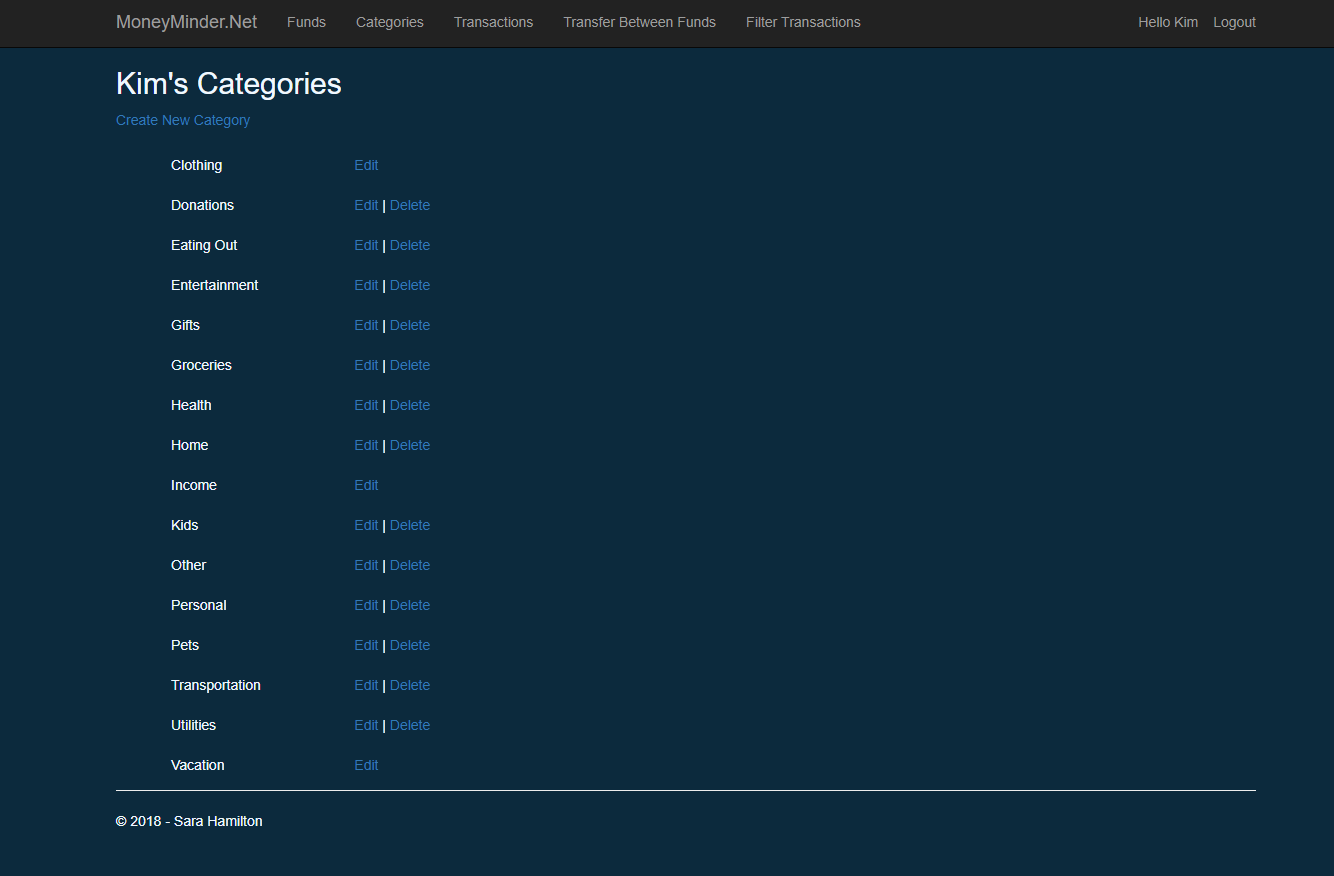 MoneyMinder.Net Funds Categories Transactions Transfer Between Funds Filter Transactions Hello Kim Logout
Kim's Categories
Create New Category
Clothing Edit
Donations Edit | Delete
Eating Out Edit | Delete
Entertainment Edit | Delete
Gifts Edit | Delete
Groceries Edit | Delete
Health Edit | Delete
Home Edit | Delete
Income Edit
Kids Edit | Delete
Other Edit | Delete
Personal Edit | Delete
Pets Edit | Delete
Transportation Edit | Delete
Utilities Edit | Delete
Vacation Edit
© 2018 - Sara Hamilton